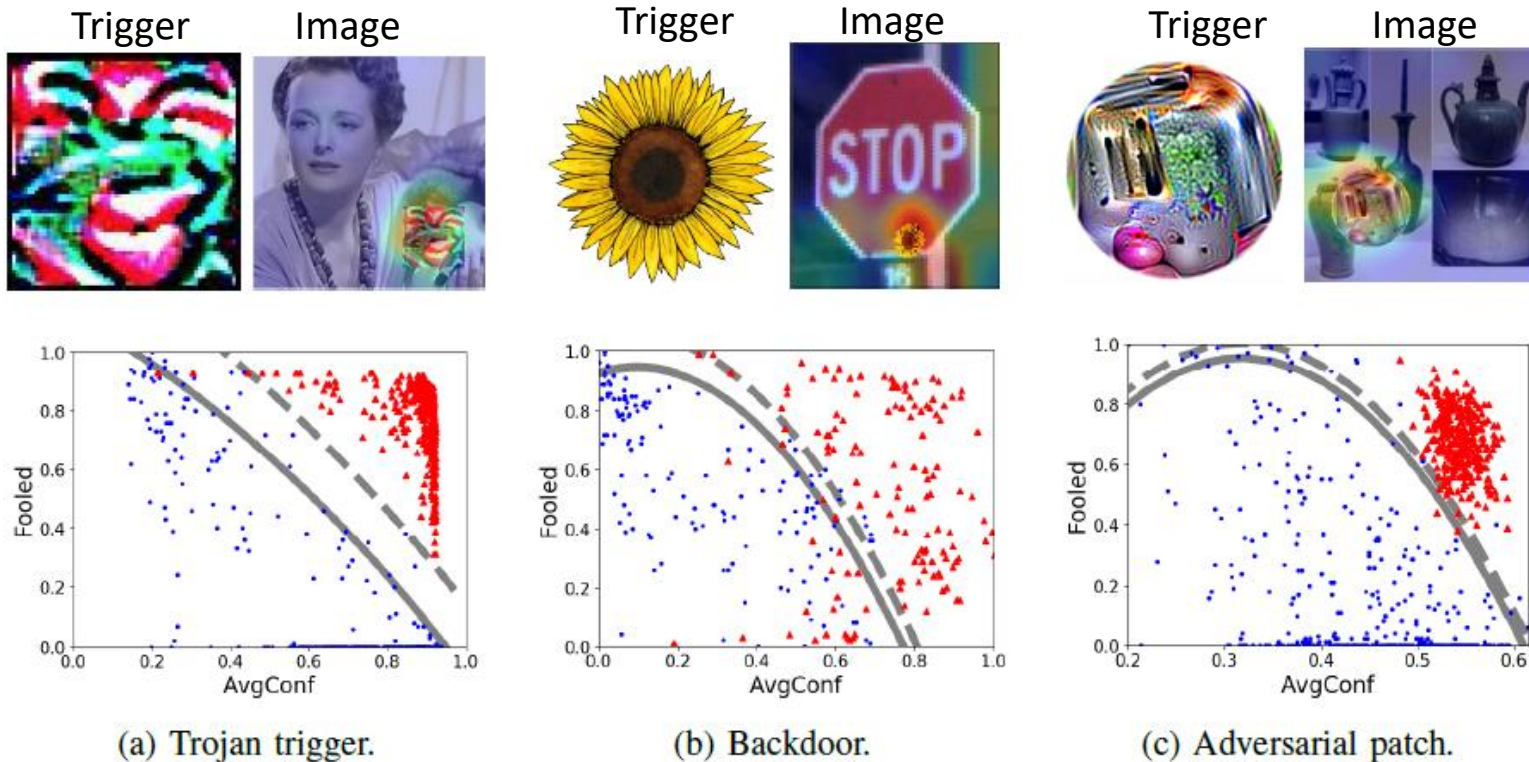 Trigger Image
Trigger Image
Trigger Image
STOP
1.0
0.8
0.6
0.4
0.2
0.0
Fooled
0.0 0.2 0.4 0.6 0.8 1.0
AvgConf
(a) Trojan trigger.
1.0
0.8
0.6
0.4
0.2
0.0
Fooled
0.0 0.2 0.4 0.6 0.8 1.0
AvgConf
(b) Backdoor.
1.0
0.8
0.6
0.4
0.2
0.0
Fooled
0.2 0.3 0.4 0.5 0.6
AvgConf
(c) Adversarial patch.